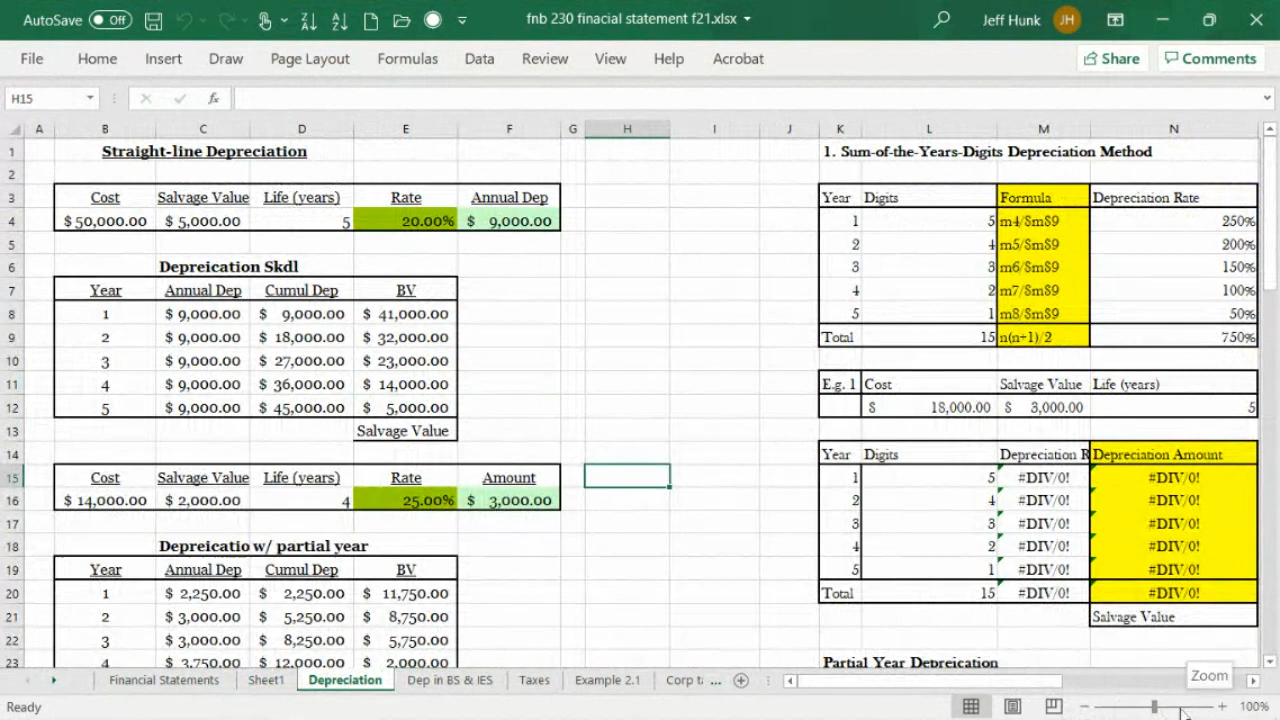 AutoSave Off fnb 230 finacial statement f21.xlsx Jeff Hunk JH
File Home Insert Draw Page Layout Formulas Data Review View Help Acrobat Share Comments
H15 fx
A B C D E F G H I J K L M N
1 Straight-line Depreciation 1. Sum-of-the-Years-Digits Depreciation Method
2
3 Cost Salvage Value Life (years) Rate Annual Dep Year Digits Formula Depreciation Rate
4 $ 50,000.00 $ 5,000.00 5 20.00% $ 9,000.00 1 5 m4/$m$9 250%
5 2 4 m5/$m$9 200%
6 Depreication Skdl 3 3 m6/$m$9 150%
7 Year Annual Dep Cumul Dep BV 4 2 m7/$m$9 100%
8 1 $ 9,000.00 $ 9,000.00 $ 41,000.00 5 1 m8/$m$9 50%
9 2 $ 9,000.00 $ 18,000.00 $ 32,000.00 Total 15 n(n+1)/2 750%
10 3 $ 9,000.00 $ 27,000.00 $ 23,000.00
11 4 $ 9,000.00 $ 36,000.00 $ 14,000.00 E.g. 1 Cost Salvage Value Life (years)
12 5 $ 9,000.00 $ 45,000.00 $ 5,000.00 $ 18,000.00 $ 3,000.00 5
13 Salvage Value
14 Year Digits Depreciation R Depreciation Amount
15 Cost Salvage Value Life (years) Rate Amount 1 5 #DIV/0! #DIV/0!
16 $ 14,000.00 $ 2,000.00 4 25.00% $ 3,000.00 2 4 #DIV/0! #DIV/0!
17 3 3 #DIV/0! #DIV/0!
18 Depreicatio w/ partial year 4 2 #DIV/0! #DIV/0!
19 Year Annual Dep Cumul Dep BV 5 1 #DIV/0! #DIV/0!
20 1 $ 2,250.00 $ 2,250.00 $ 11,750.00 Total 15 #DIV/0! #DIV/0!
21 2 $ 3,000.00 $ 5,250.00 $ 8,750.00 Salvage Value
22 3 $ 3,000.00 $ 8,250.00 $ 5,750.00
23 4 $ 3,750.00 $ 12,000.00 $ 2,000.00 Partial Year Depreication
Zoom
Financial Statements Sheet1 Depreciation Dep in BS & IES Taxes Example 2.1 Corp ta ...
Ready 100%